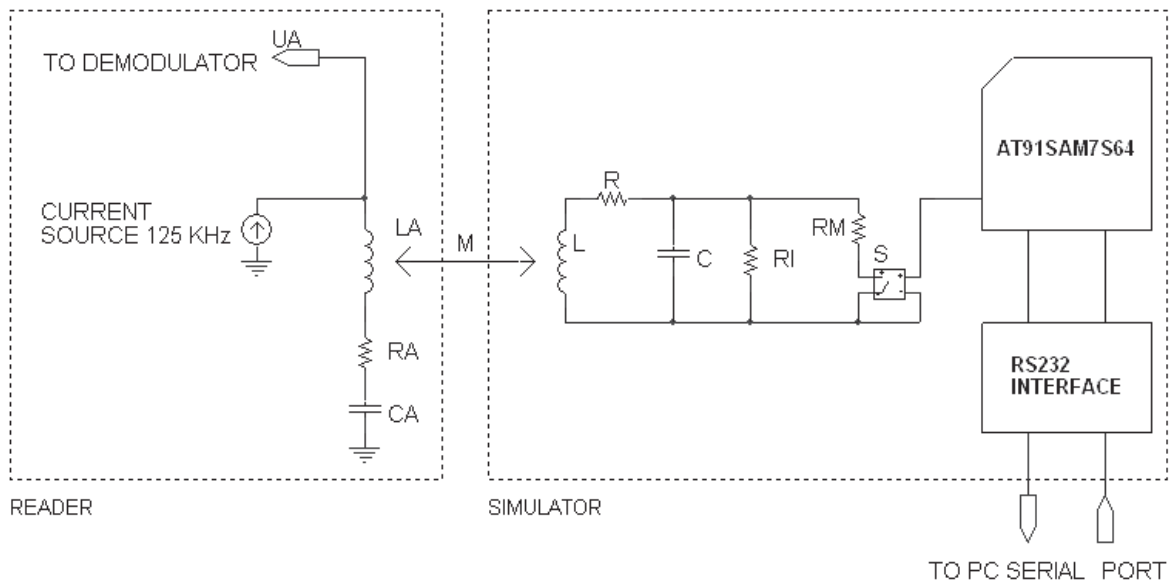 UA
TO DEMODULATOR
CURRENT
SOURCE 125 KHz
LA
M
RA
CA
READER
R
L
C
RI
RM
S
AT91SAM7S64
RS232
INTERFACE
SIMULATOR
TO PC SERIAL PORT